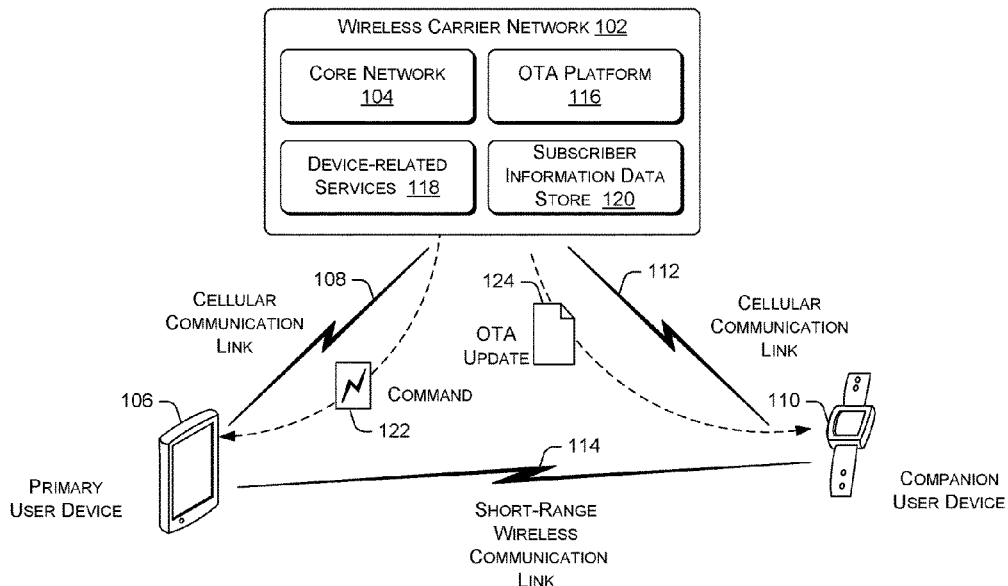 WIRELESS CARRIER NETWORK 102
CORE NETWORK
104
OTA PLATFORM
116
DEVICE-RELATED
SERVICES 118
SUBSCRIBER
INFORMATION DATA
STORE 120
108
CELLULAR
COMMUNICATION
LINK
124
OTA
UPDATE
112
CELLULAR
COMMUNICATION
LINK
106
COMMAND
122
110
114
PRIMARY
USER DEVICE
SHORT-RANGE
WIRELESS
COMMUNICATION
LINK
COMPANION
USER DEVICE